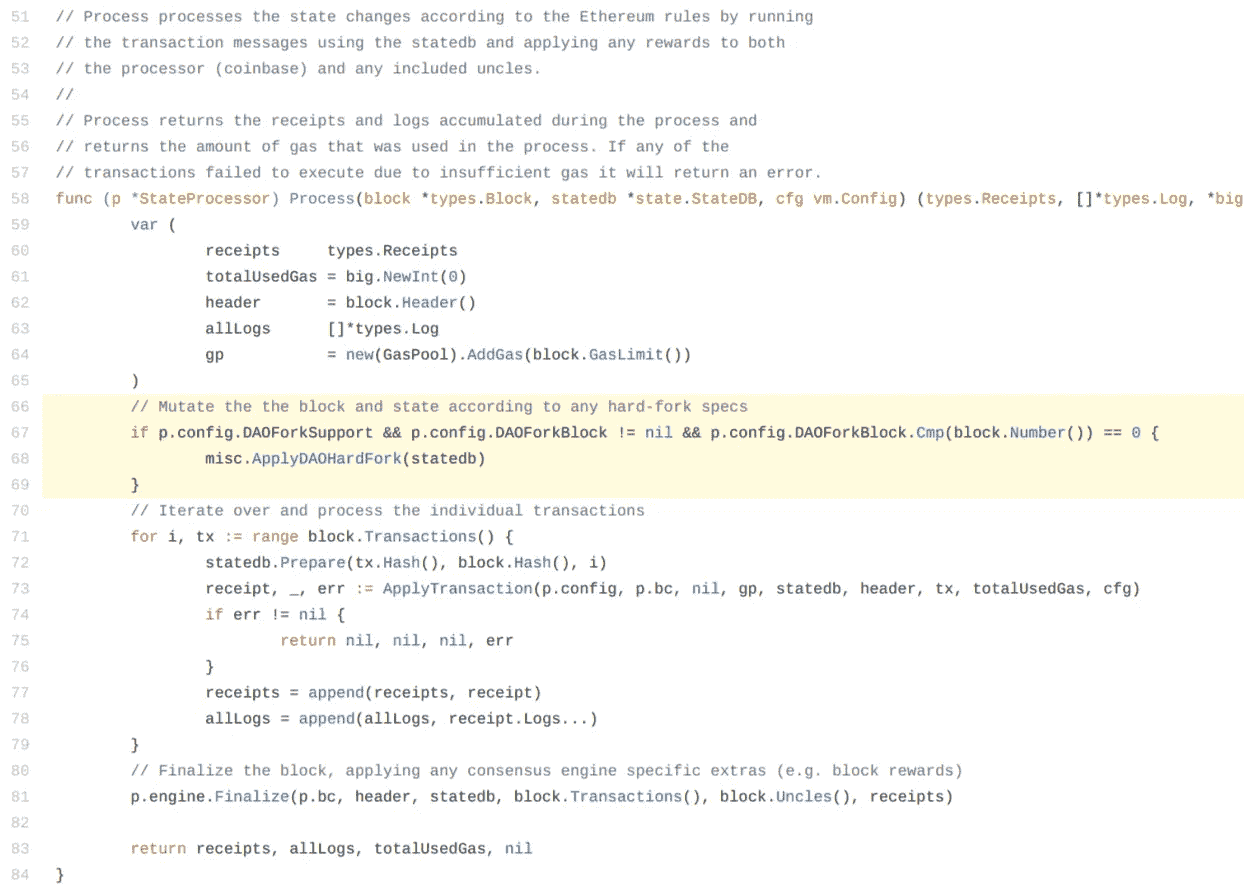 51 // Process processes the state changes according to the Ethereum rules by running
52 // the transaction messages using the statedb and applying any rewards to both
53 // the processor (coinbase) and any included uncles.
54 //
55 // Process returns the receipts and logs accumulated during the process and
56 // returns the amount of gas that was used in the process. If any of the
57 // transactions failed to execute due to insufficient gas it will return an error.
58 func (p *StateProcessor) Process(block *types.Block, statedb *state.StateDB, cfg vm.Config) (types.Receipts, []*types.Log, *big
59 var (
60 receipts types.Receipts
61 totalUsedGas = big.NewInt(0)
62 header = block.Header()
63 allLogs []*types.Log
64 gp = new(GasPool).AddGas(block.GasLimit())
65 )
66 // Mutate the the block and state according to any hard-fork specs
67 if p.config.DAOForkSupport && p.config.DAOForkBlock != nil && p.config.DAOForkBlock.Cmp(block.Number()) == 0 {
68 misc.ApplyDAOHardFork(statedb)
69 }
70 // Iterate over and process the individual transactions
71 for i, tx := range block.Transactions() {
72 statedb.Prepare(tx.Hash(), block.Hash(), i)
73 receipt, _, err := ApplyTransaction(p.config, p.bc, nil, gp, statedb, header, tx, totalUsedGas, cfg)
74 if err != nil {
75 return nil, nil, nil, err
76 }
77 receipts = append(receipts, receipt)
78 allLogs = append(allLogs, receipt.Logs...)
79 }
80 // Finalize the block, applying any consensus engine specific extras (e.g. block rewards)
81 p.engine.Finalize(p.bc, header, statedb, block.Transactions(), block.Uncles(), receipts)
82
83 return receipts, allLogs, totalUsedGas, nil
84 }